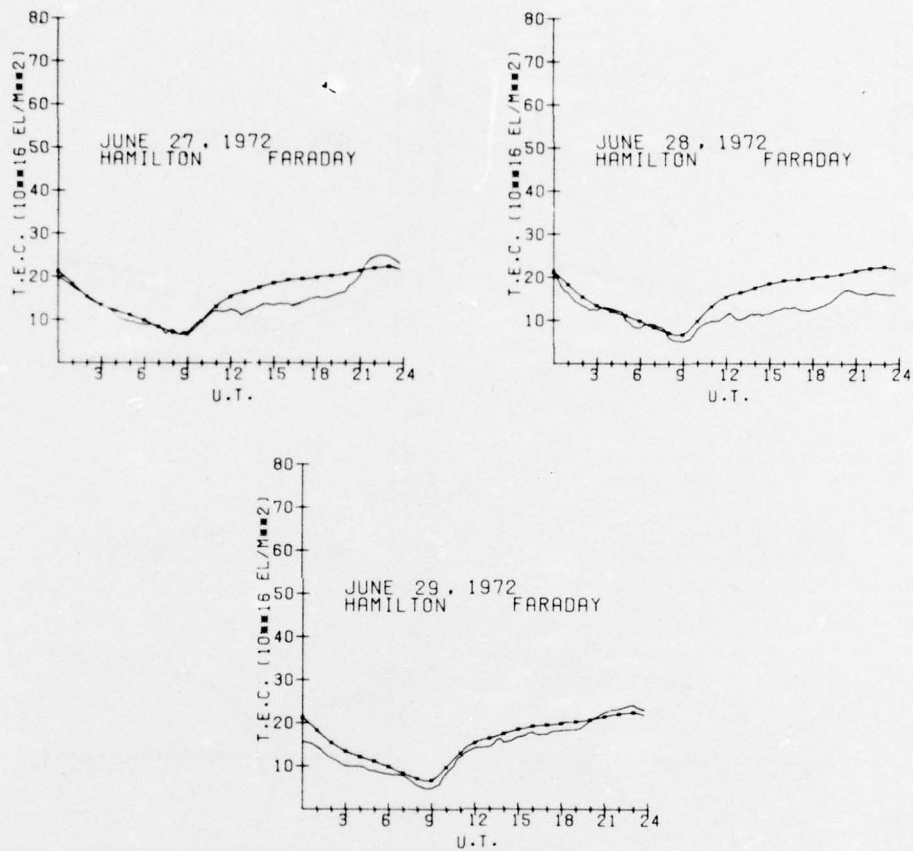 80
70
60
50
40
30
20
10
T.E.C. (10■■16 EL/M■■2)
JUNE 27, 1972
HAMILTON FARADAY
3 6 9 12 15 18 21 24
U.T.
80
70
60
50
40
30
20
10
T.E.C. (10■■16 EL/M■■2)
JUNE 28, 1972
HAMILTON FARADAY
3 6 9 12 15 18 21 24
U.T.
80
70
60
50
40
30
20
10
T.E.C. (10■■16 EL/M■■2)
JUNE 29, 1972
HAMILTON FARADAY
3 6 9 12 15 18 21 24
U.T.